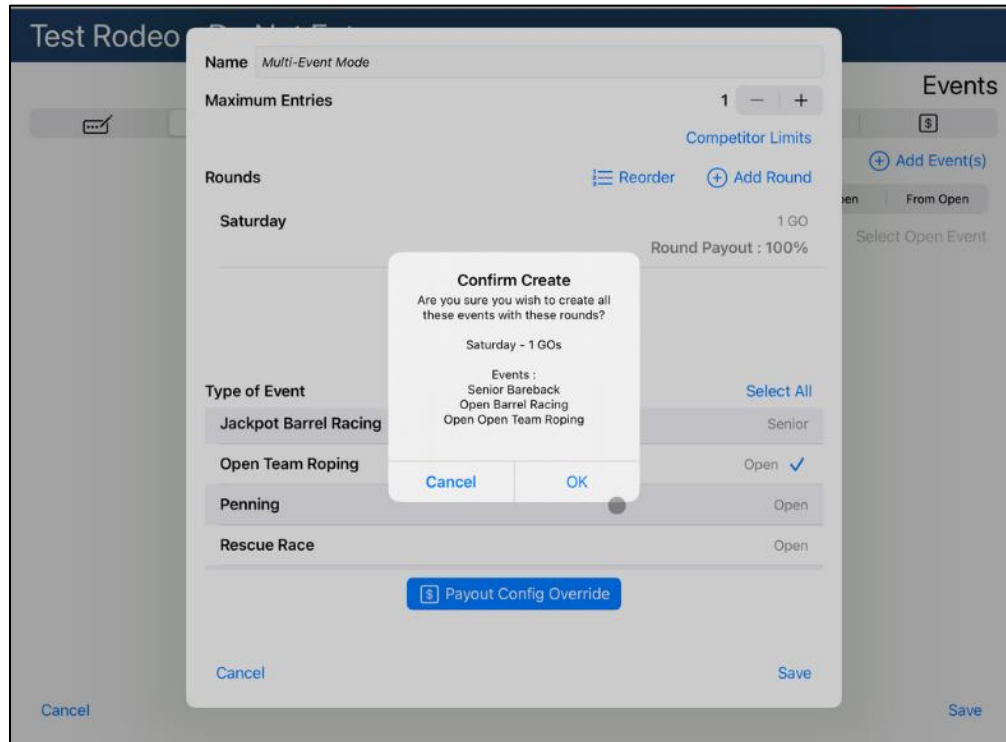 Test Rodeo
Name Multi-Event Mode
Events
Maximum Entries 1
Competitor Limits
Add Event(s)
Rounds Reorder Add Round
From Open
Saturday 1 GO
Select Open Event
Round Payout : 100%
Confirm Create
Are you sure you wish to create all
these events with these rounds?
Saturday - 1 GOs
Events :
Senior Bareback
Open Barrel Racing
Open Open Team Roping
Cancel OK
Type of Event Select All
Jackpot Barrel Racing Senior
Open Team Roping Open
Penning Open
Rescue Race Open
$ Payout Config Override
Cancel Save
Cancel Save